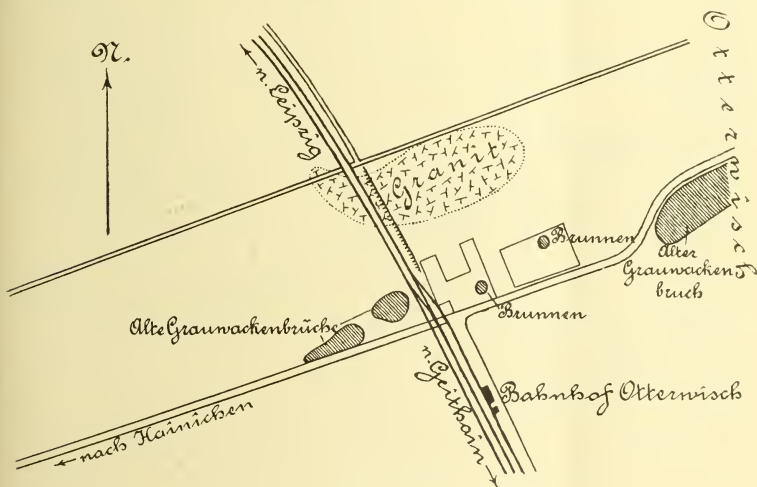 N.
n. Leipzig
Otterwisch
Granit
Brunnen
Alter
Grauwacken
bruch
Brunnen
Alte Grauwackenbrüche
n. Geithain
Bahnhof Otterwisch
nach Hainichen